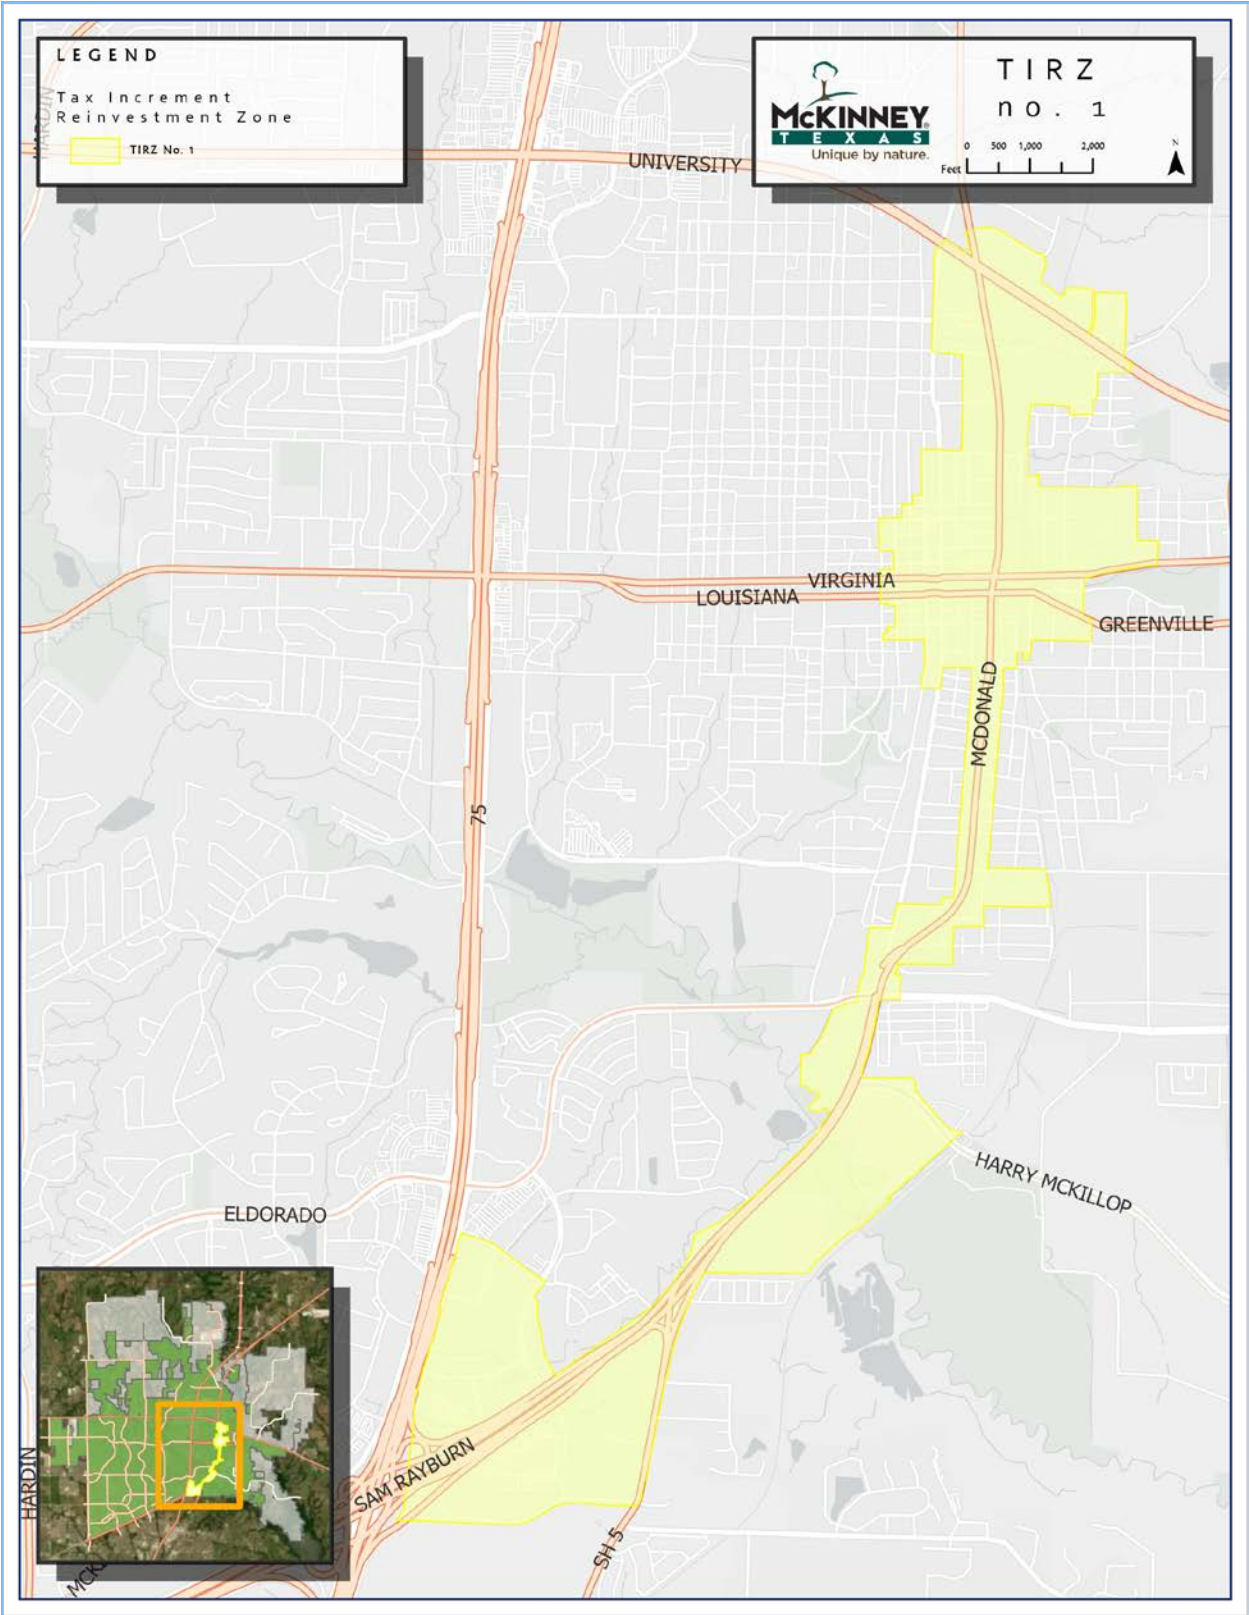 LEGEND
Tax Increment
Reinvestment Zone
TIRZ No. 1
HARDIN
McKINNEY
TEXAS
Unique by nature.
TIRZ
no. 1
0 500 1,000 2,000
Feet
N
UNIVERSITY
VIRGINIA
LOUISIANA
GREENVILLE
MCDONALD
75
HARRY MCKILLOP
ELDORADO
SAM RAYBURN
HARDIN
SH 5